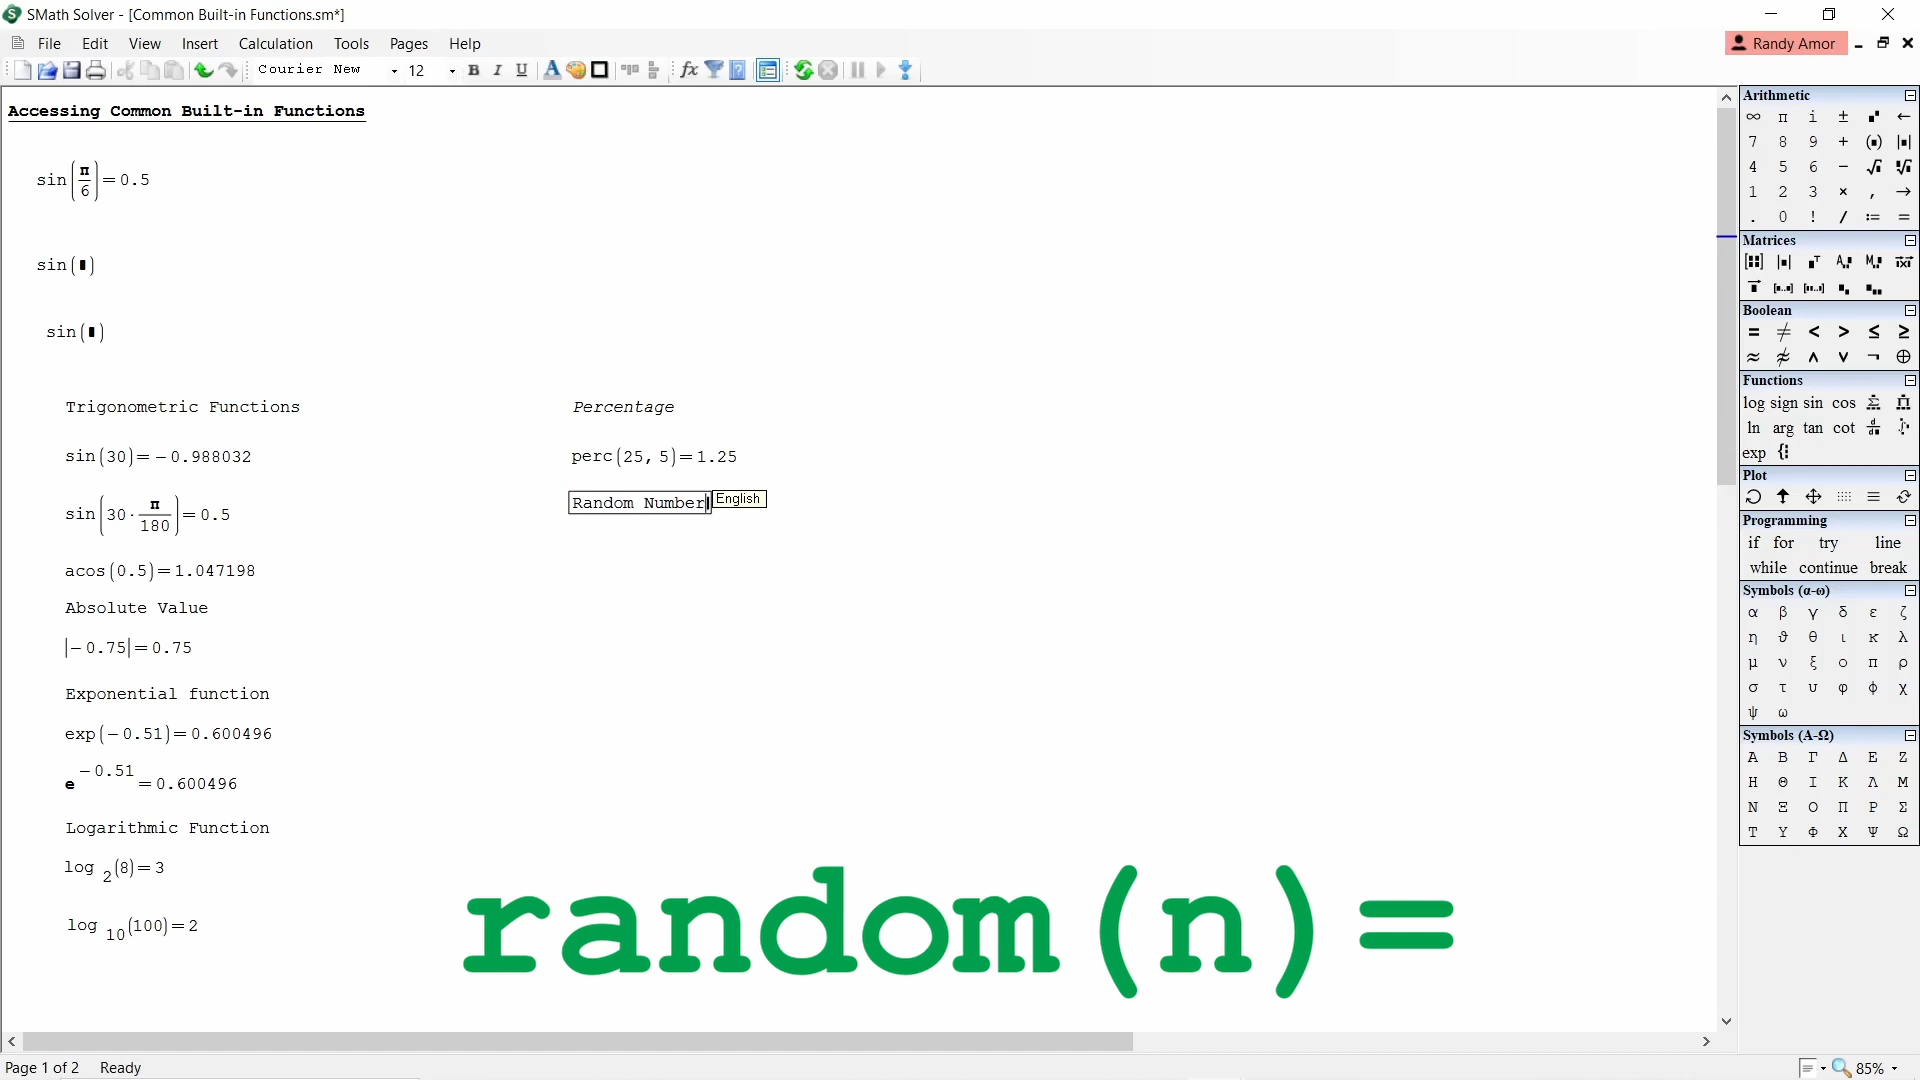 SMath Solver - [Common Built-in Functions.sm*]
File Edit View Insert Calculation Tools Pages Help
Randy Amor
Courier New 12 B I U A fx
Accessing Common Built-in Functions
sin(π/6)=0.5
sin(▮)
sin(▮)
Trigonometric Functions
sin(30)=-0.988032
sin(30·π/180)=0.5
acos(0.5)=1.047198
Absolute Value
|-0.75|=0.75
Exponential function
exp(-0.51)=0.600496
e^-0.51=0.600496
Logarithmic Function
log 2(8)=3
log 10(100)=2
Percentage
perc(25, 5)=1.25
Random Number
English
random(n)=
Arithmetic
∞ π i ± ←
7 8 9 + (▪) |▪|
4 5 6 − √
1 2 3 × , →
. 0 ! / := =
Matrices
Boolean
= ≠ < > ≤ ≥
≈ ≉ ∧ ∨ ¬ ⊕
Functions
log sign sin cos
ln arg tan cot
exp
Plot
Programming
if for try line
while continue break
Symbols (α-ω)
α β γ δ ε ζ
η ϑ θ ι κ λ
μ ν ξ ο π ρ
σ τ υ φ ϕ χ
ψ ω
Symbols (Α-Ω)
Α Β Γ Δ Ε Ζ
Η Θ Ι Κ Λ Μ
Ν Ξ Ο Π Ρ Σ
Τ Υ Φ Χ Ψ Ω
Page 1 of 2 Ready
85%